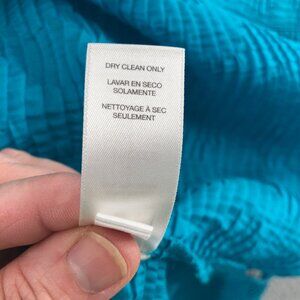 DRY CLEAN ONLY
LAVAR EN SECO
SOLAMENTE
NETTOYAGE À SEC
SEULEMENT